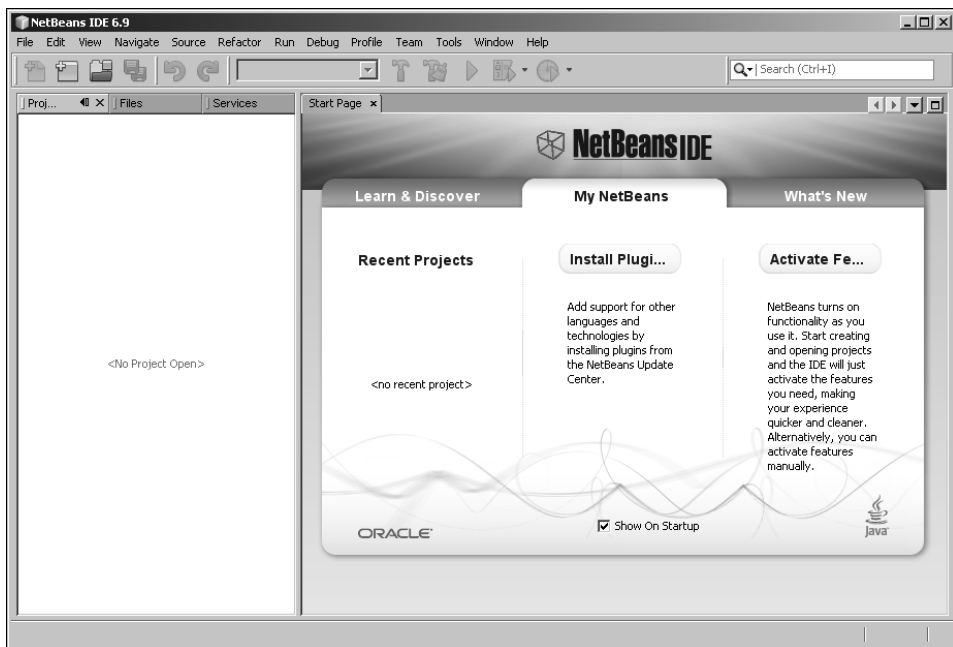 NetBeans IDE 6.9
File Edit View Navigate Source Refactor Run Debug Profile Team Tools Window Help
Search (Ctrl+I)
Proj... Files Services
Start Page
NetBeans IDE
Learn & Discover
My NetBeans
What's New
Recent Projects
<no recent project>
Install Plugi...
Add support for other
languages and
technologies by
installing plugins from
the NetBeans Update
Center.
Activate Fe...
NetBeans turns on
functionality as you
use it. Start creating
and opening projects
and the IDE will just
activate the features
you need, making
your experience
quicker and cleaner.
Alternatively, you can
activate features
manually.
<No Project Open>
ORACLE
Show On Startup
Java